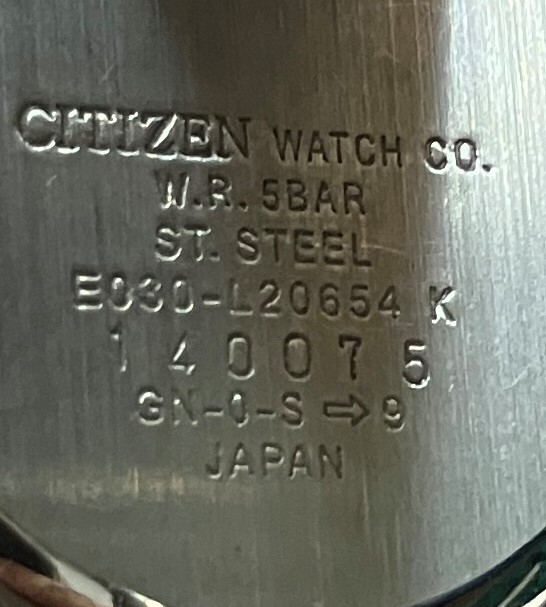 CITIZEN WATCH CO.
W.R. 5BAR
ST. STEEL
E030-L20654 K
140075
GN-0-S ⇨ 9
JAPAN